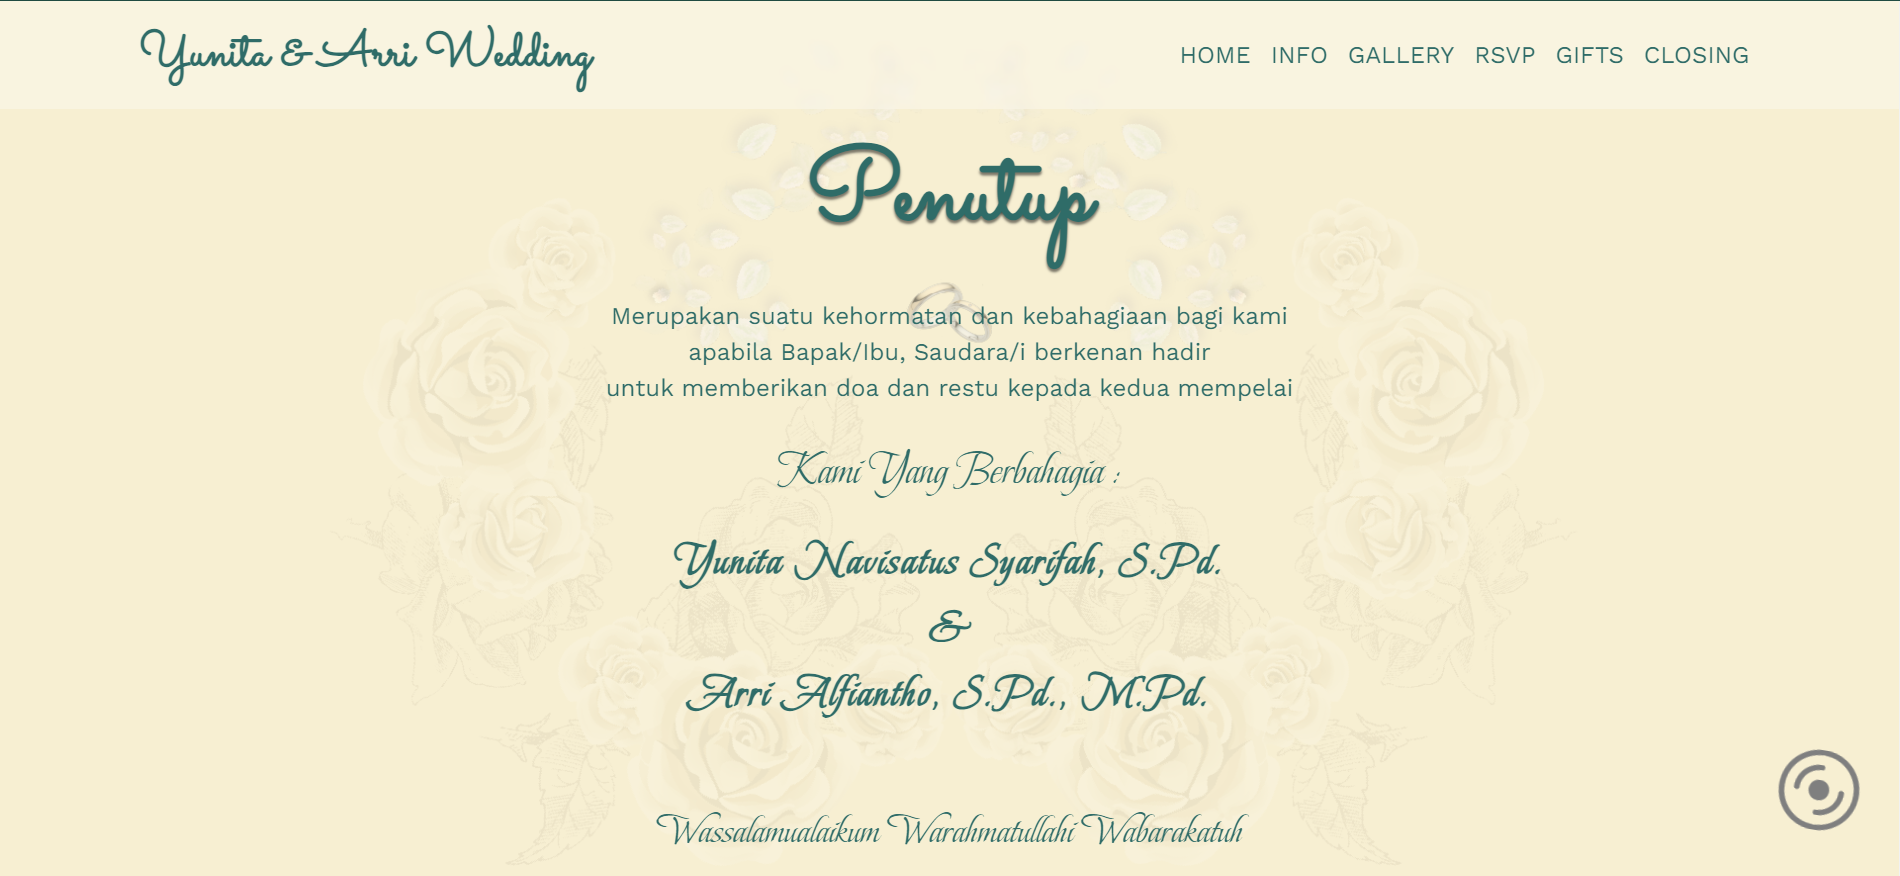 Yunita & Arri Wedding
HOME INFO GALLERY RSVP GIFTS CLOSING
Penutup
Merupakan suatu kehormatan dan kebahagiaan bagi kami
apabila Bapak/Ibu, Saudara/i berkenan hadir
untuk memberikan doa dan restu kepada kedua mempelai
Kami Yang Berbahagia :
Yunita Navisatus Syarifah, S.Pd.
&
Arri Alfiantho, S.Pd., M.Pd.
Wassalamualaikum Warahmatullahi Wabarakatuh